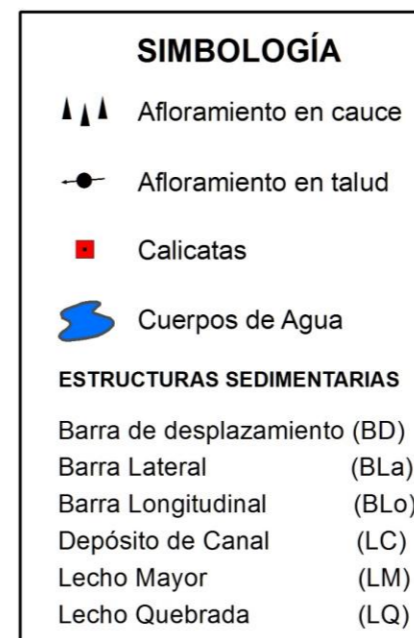 SIMBOLOGÍA
Afloramiento en cauce
Afloramiento en talud
Calicatas
Cuerpos de Agua
ESTRUCTURAS SEDIMENTARIAS
Barra de desplazamiento (BD)
Barra Lateral (BLa)
Barra Longitudinal (BLo)
Depósito de Canal (LC)
Lecho Mayor (LM)
Lecho Quebrada (LQ)